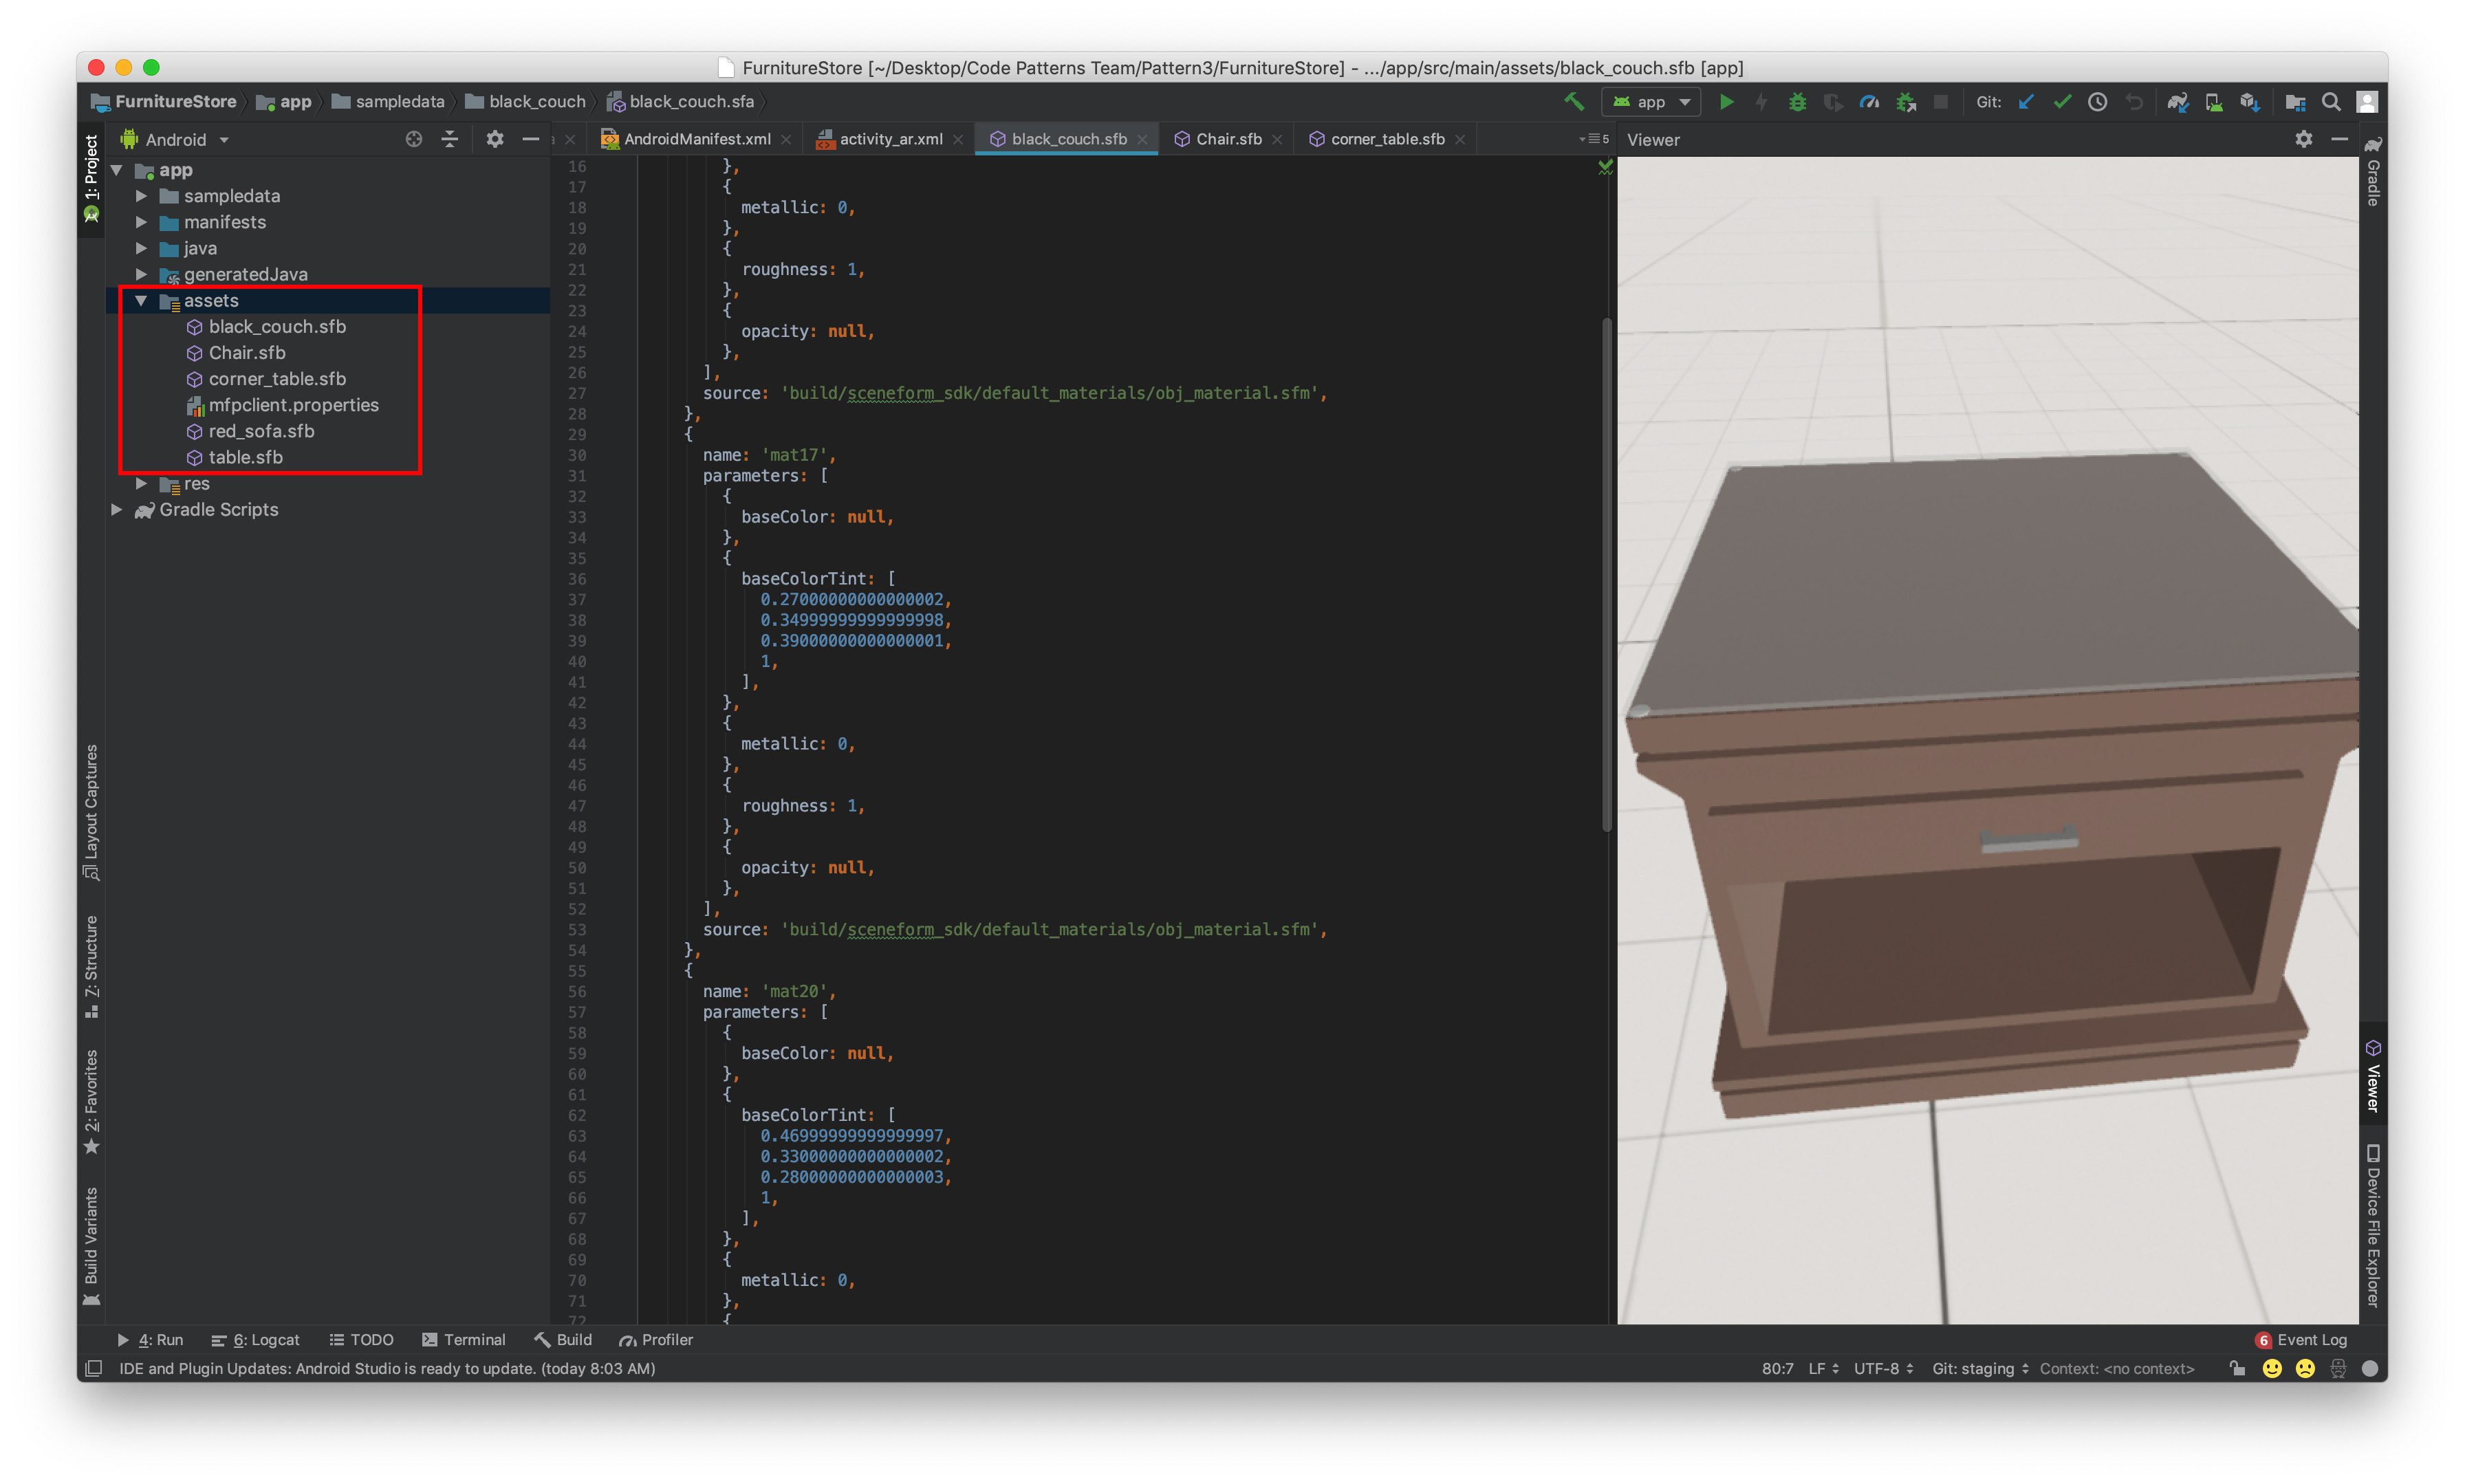 FurnitureStore [~/Desktop/Code Patterns Team/Pattern3/FurnitureStore] - .../app/src/main/assets/black_couch.sfb [app]
FurnitureStore app sampledata black_couch black_couch.sfa app Git:
1: Project
Android
app
sampledata
manifests
java
generatedJava
assets
black_couch.sfb
Chair.sfb
corner_table.sfb
mfpclient.properties
red_sofa.sfb
table.sfb
res
Gradle Scripts
Layout Captures
7: Structure
2: Favorites
Build Variants
AndroidManifest.xml activity_ar.xml black_couch.sfb Chair.sfb corner_table.sfb 5
16 },
17 {
18 metallic: 0,
19 },
20 {
21 roughness: 1,
22 },
23 {
24 opacity: null,
25 },
26 ],
27 source: 'build/sceneform_sdk/default_materials/obj_material.sfm',
28 },
29 {
30 name: 'mat17',
31 parameters: [
32 {
33 baseColor: null,
34 },
35 {
36 baseColorTint: [
37 0.27000000000000002,
38 0.34999999999999998,
39 0.39000000000000001,
40 1,
41 ],
42 },
43 {
44 metallic: 0,
45 },
46 {
47 roughness: 1,
48 },
49 {
50 opacity: null,
51 },
52 ],
53 source: 'build/sceneform_sdk/default_materials/obj_material.sfm',
54 },
55 {
56 name: 'mat20',
57 parameters: [
58 {
59 baseColor: null,
60 },
61 {
62 baseColorTint: [
63 0.46999999999999997,
64 0.33000000000000002,
65 0.28000000000000003,
66 1,
67 ],
68 },
69 {
70 metallic: 0,
71 },
72 {
Viewer
Gradle
Viewer
Device File Explorer
4: Run 6: Logcat TODO Terminal Build Profiler 6 Event Log
IDE and Plugin Updates: Android Studio is ready to update. (today 8:03 AM) 80:7 LF UTF-8 Git: staging Context: <no context>